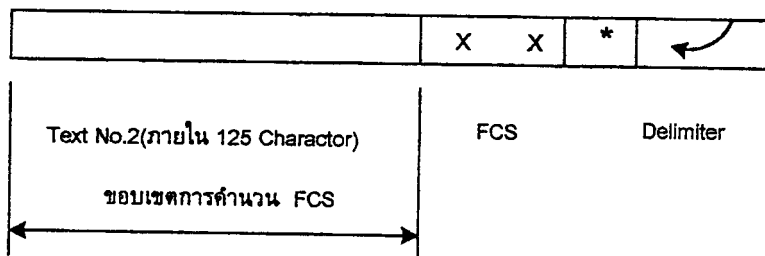 X X *
Text No.2(ภายใน 125 Charactor) FCS Delimiter
ขอบเขตการคำนวน FCS